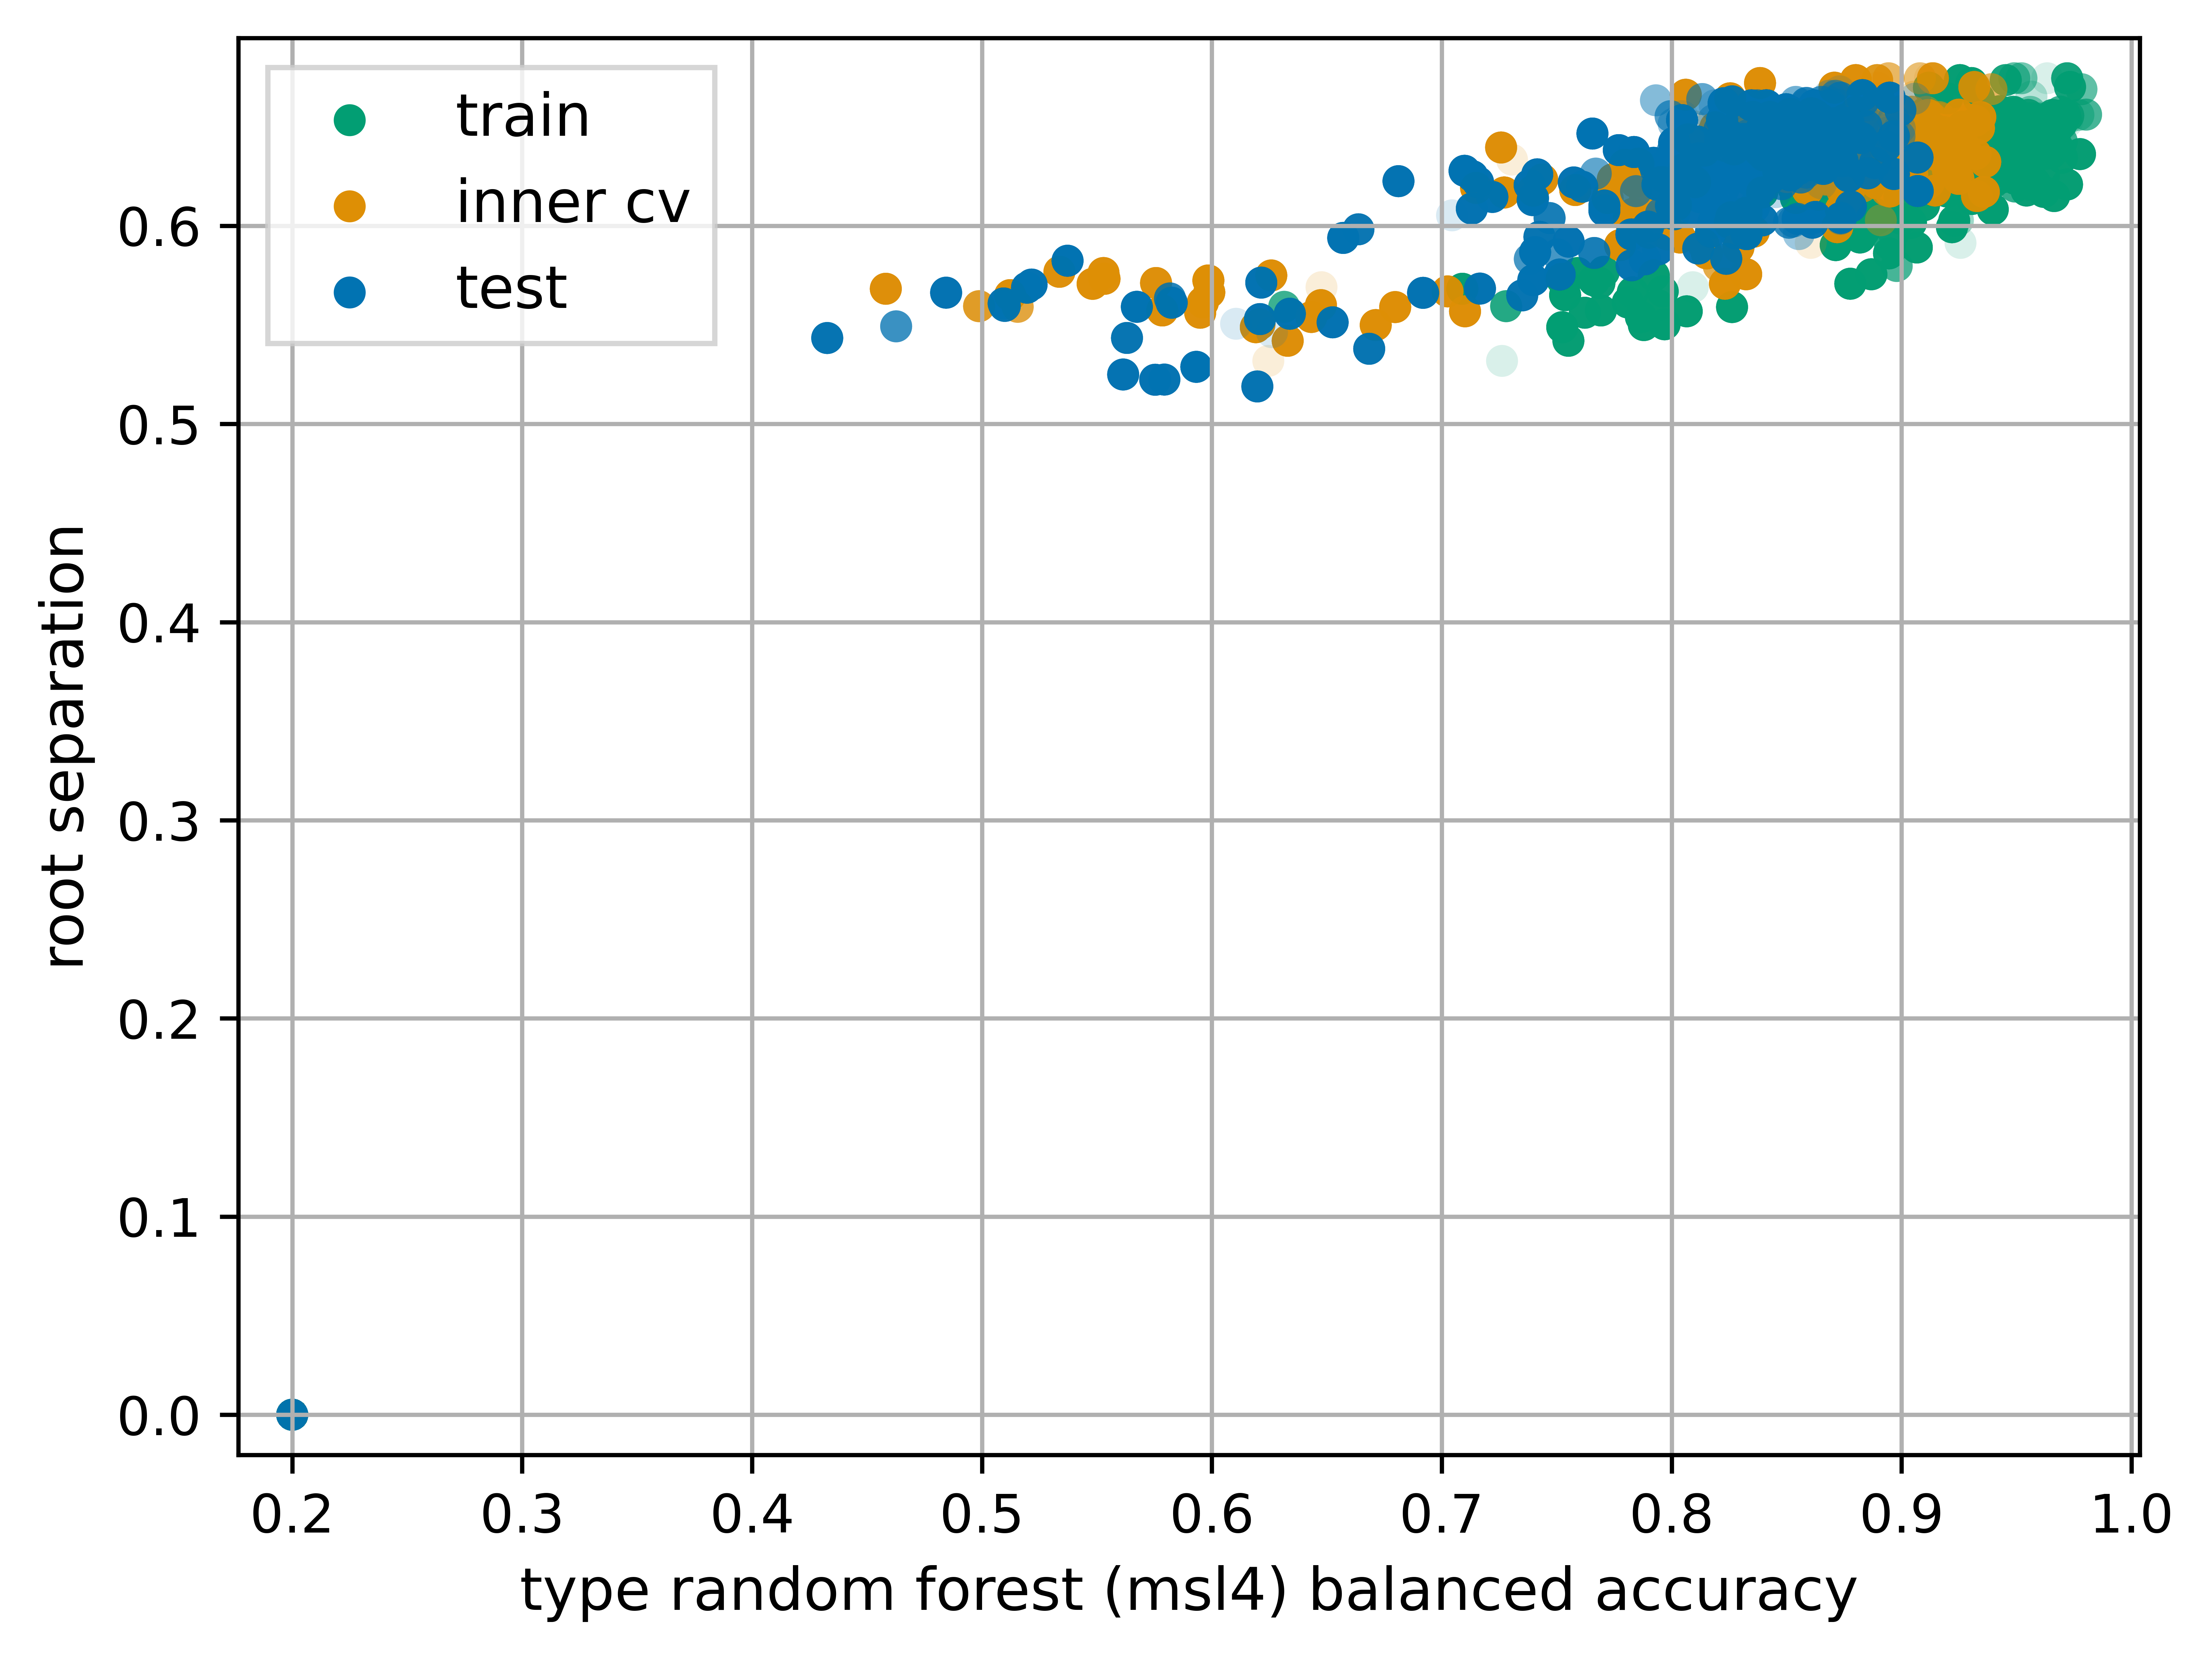 train
inner cv
test
0.6
0.5
0.4
0.3
0.2
0.1
0.0
root separation
0.2 0.3 0.4 0.5 0.6 0.7 0.8 0.9 1.0
type random forest (msl4) balanced accuracy